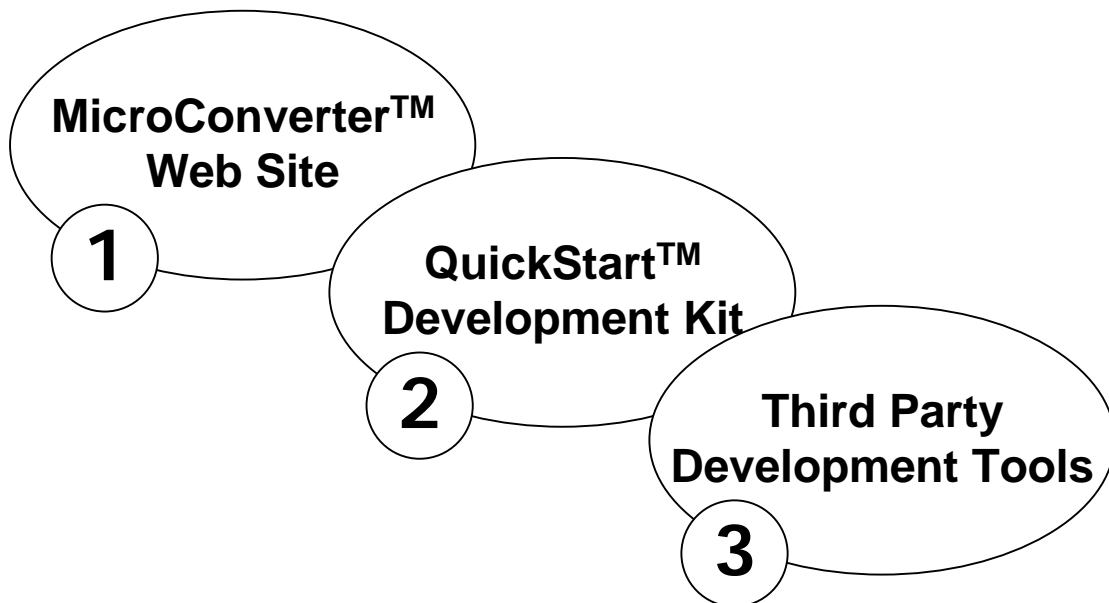 MicroConverter™
Web Site
1
QuickStart™
Development Kit
2
Third Party
Development Tools
3